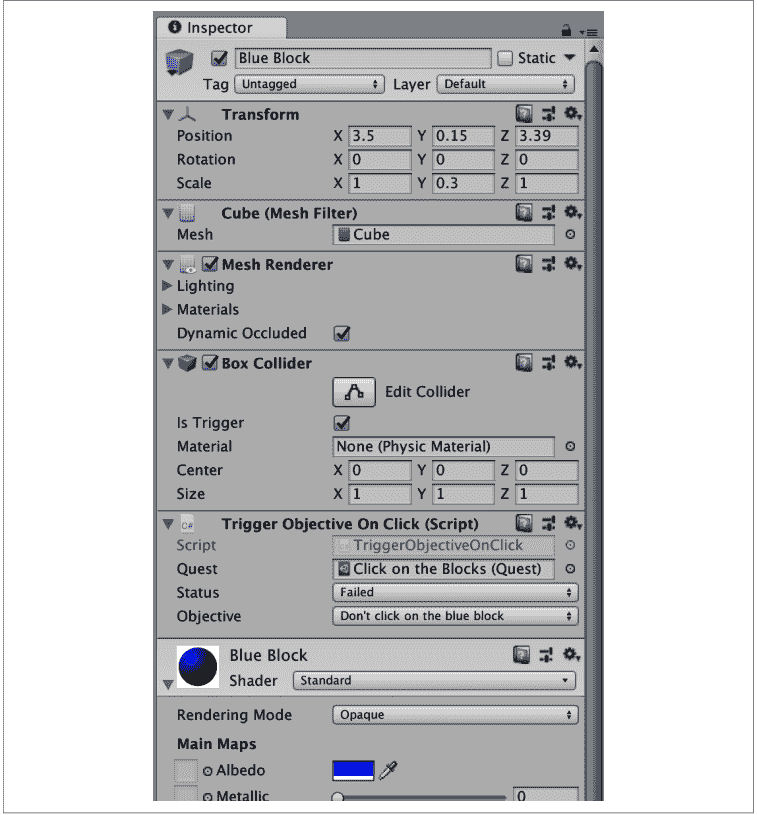 Inspector
Blue Block Static
Tag Untagged Layer Default
Transform
Position X 3.5 Y 0.15 Z 3.39
Rotation X 0 Y 0 Z 0
Scale X 1 Y 0.3 Z 1
Cube (Mesh Filter)
Mesh Cube
Mesh Renderer
Lighting
Materials
Dynamic Occluded
Box Collider
Edit Collider
Is Trigger
Material None (Physic Material)
Center X 0 Y 0 Z 0
Size X 1 Y 1 Z 1
C# Trigger Objective On Click (Script)
Script TriggerObjectiveOnClick
Quest Click on the Blocks (Quest)
Status Failed
Objective Don't click on the blue block
Blue Block
Shader Standard
Rendering Mode Opaque
Main Maps
Albedo
Metallic 0